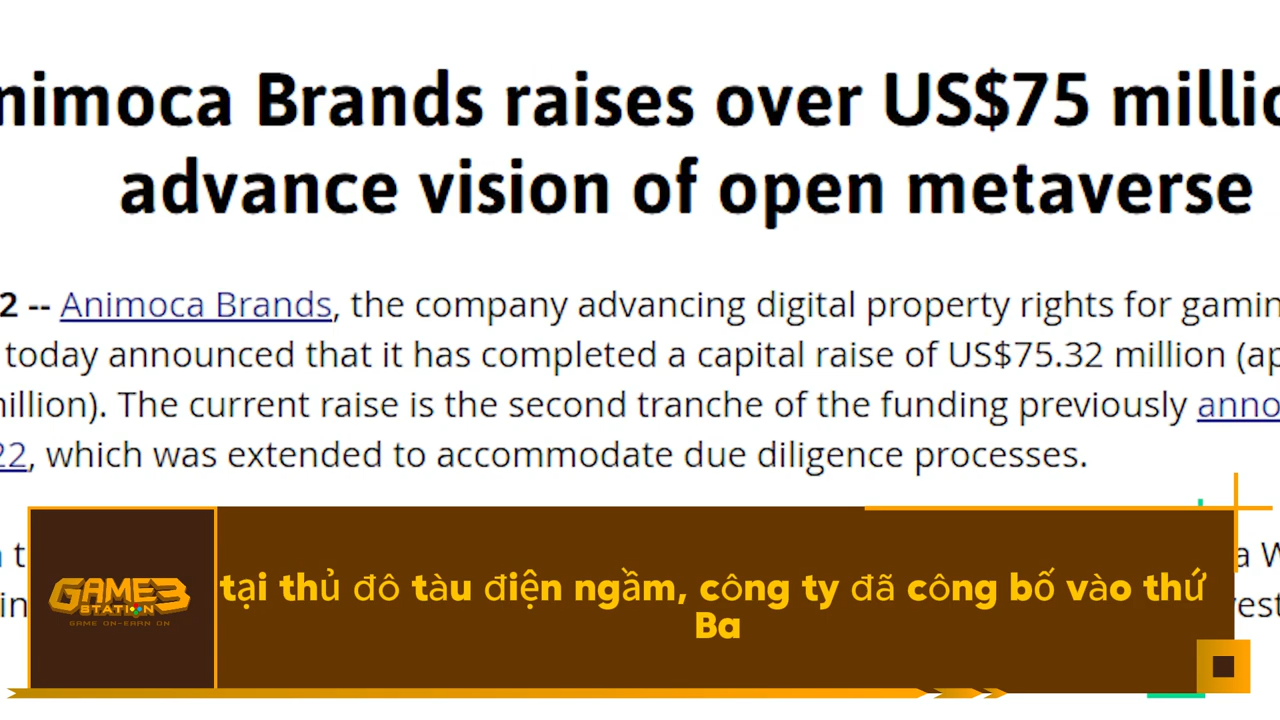 nimoca Brands raises over US$75 millio
advance vision of open metaverse
2 -- Animoca Brands, the company advancing digital property rights for gamin
today announced that it has completed a capital raise of US$75.32 million (ap
illion). The current raise is the second tranche of the funding previously anno
22, which was extended to accommodate due diligence processes.
GAME3
STATION
GAME ON-EARN ON
tại thủ đô tàu điện ngầm, công ty đã công bố vào thứ
Ba